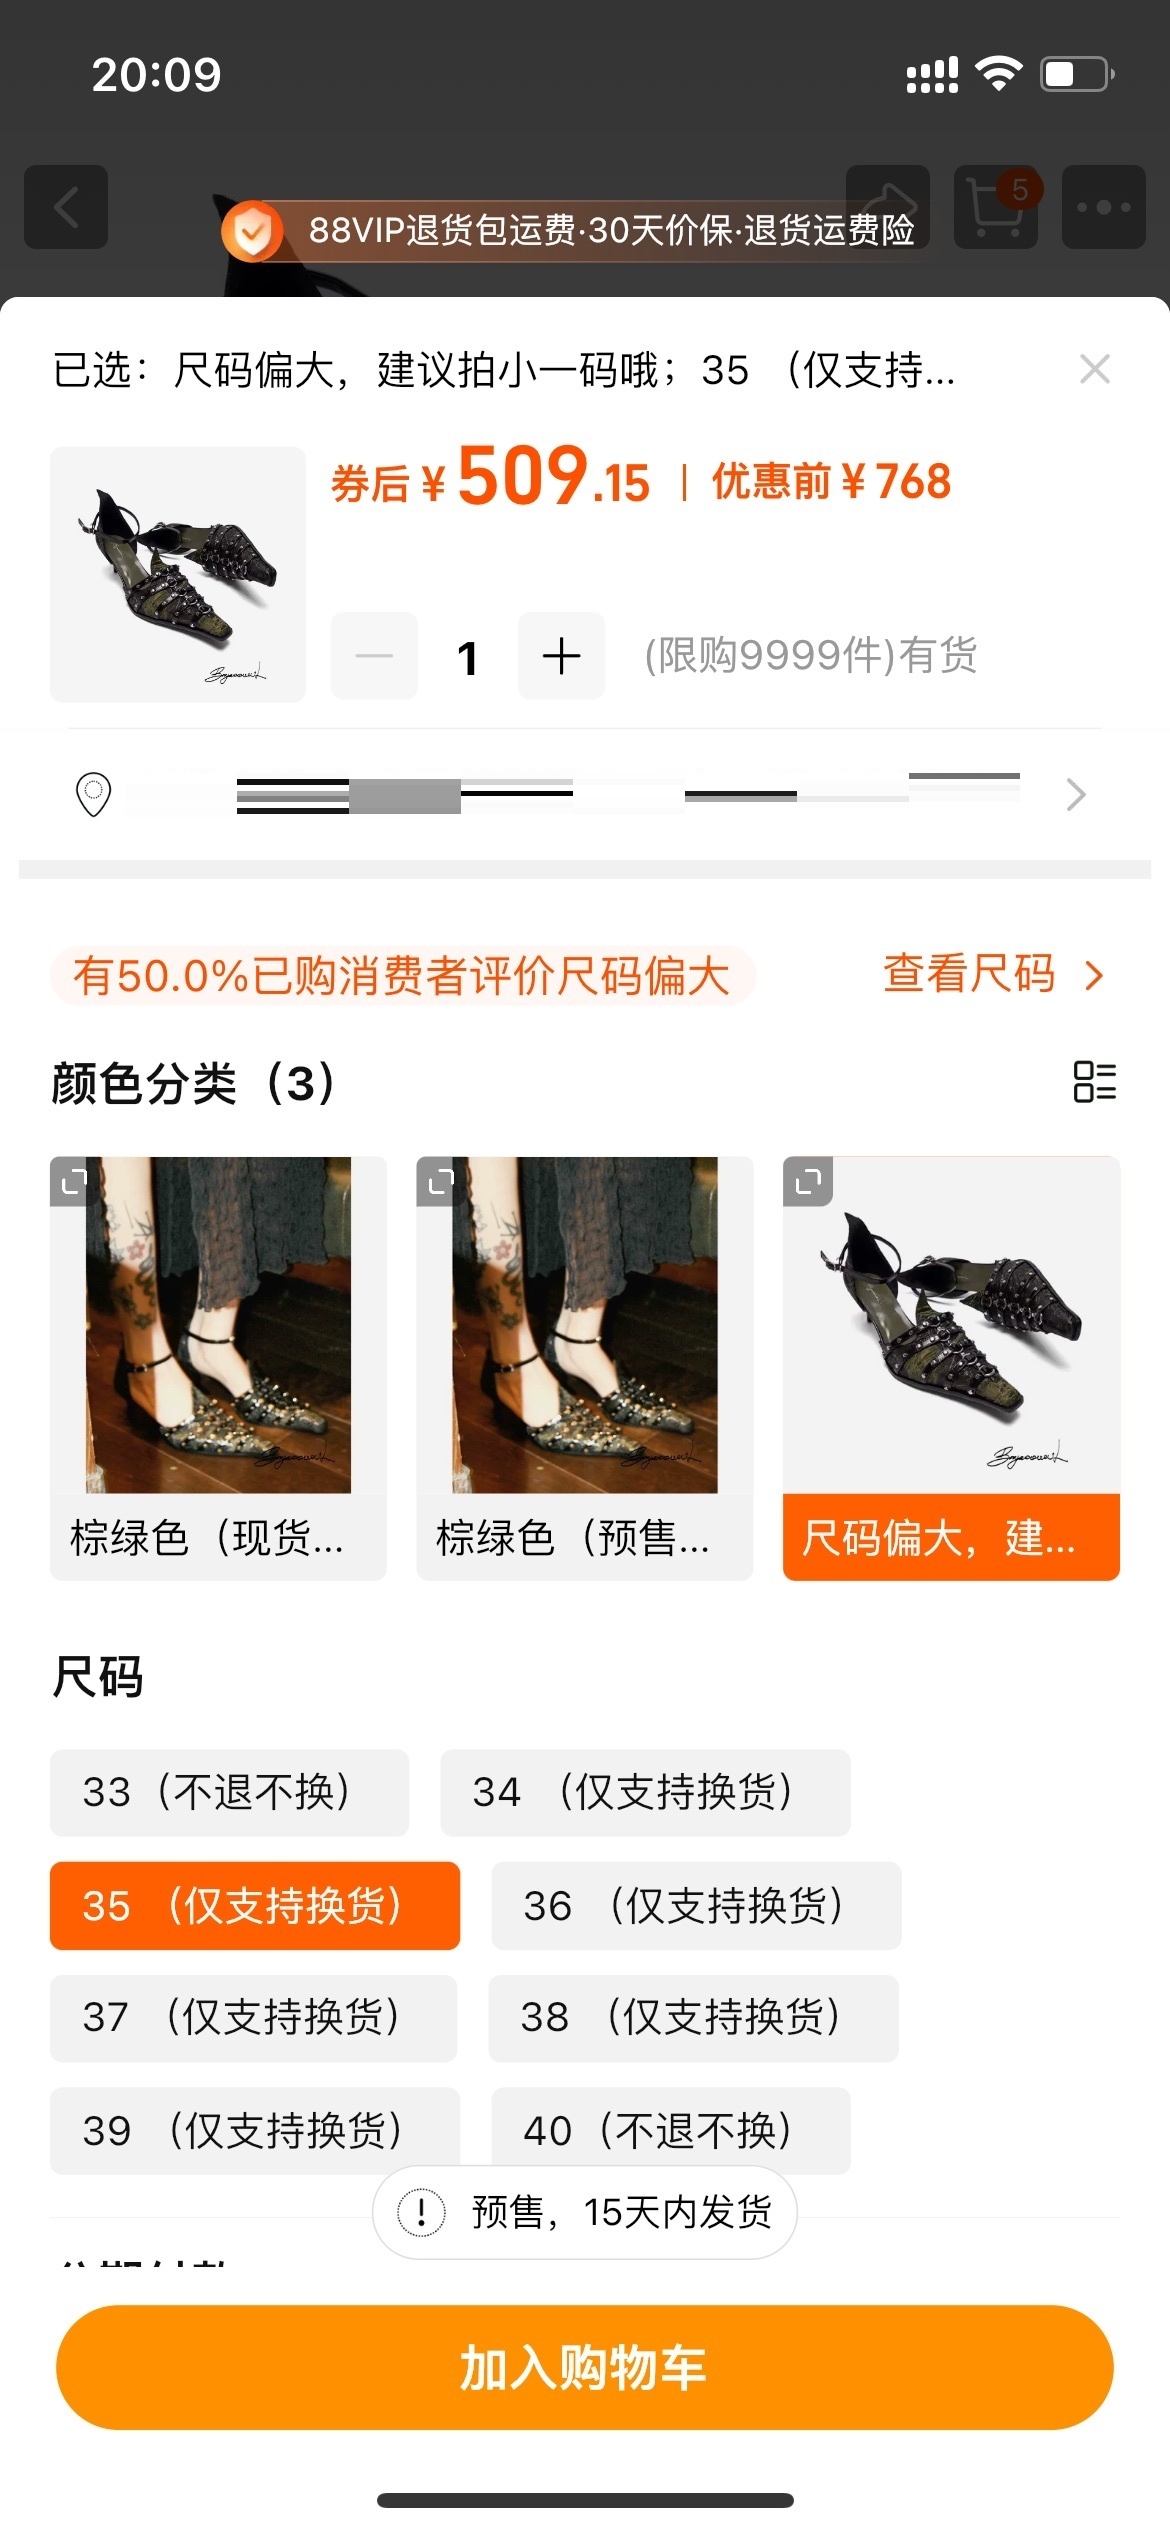 20:09
5
88VIP退货包运费·30天价保·退货运费险
已选：尺码偏大，建议拍小一码哦；35 （仅支持...
券后¥509.15 | 优惠前¥768
1
(限购9999件)有货
有50.0%已购消费者评价尺码偏大
查看尺码
颜色分类（3）
棕绿色（现货...
棕绿色（预售...
尺码偏大，建...
尺码
33（不退不换）
34 （仅支持换货）
35 （仅支持换货）
36 （仅支持换货）
37 （仅支持换货）
38 （仅支持换货）
39 （仅支持换货）
40（不退不换）
预售，15天内发货
加入购物车